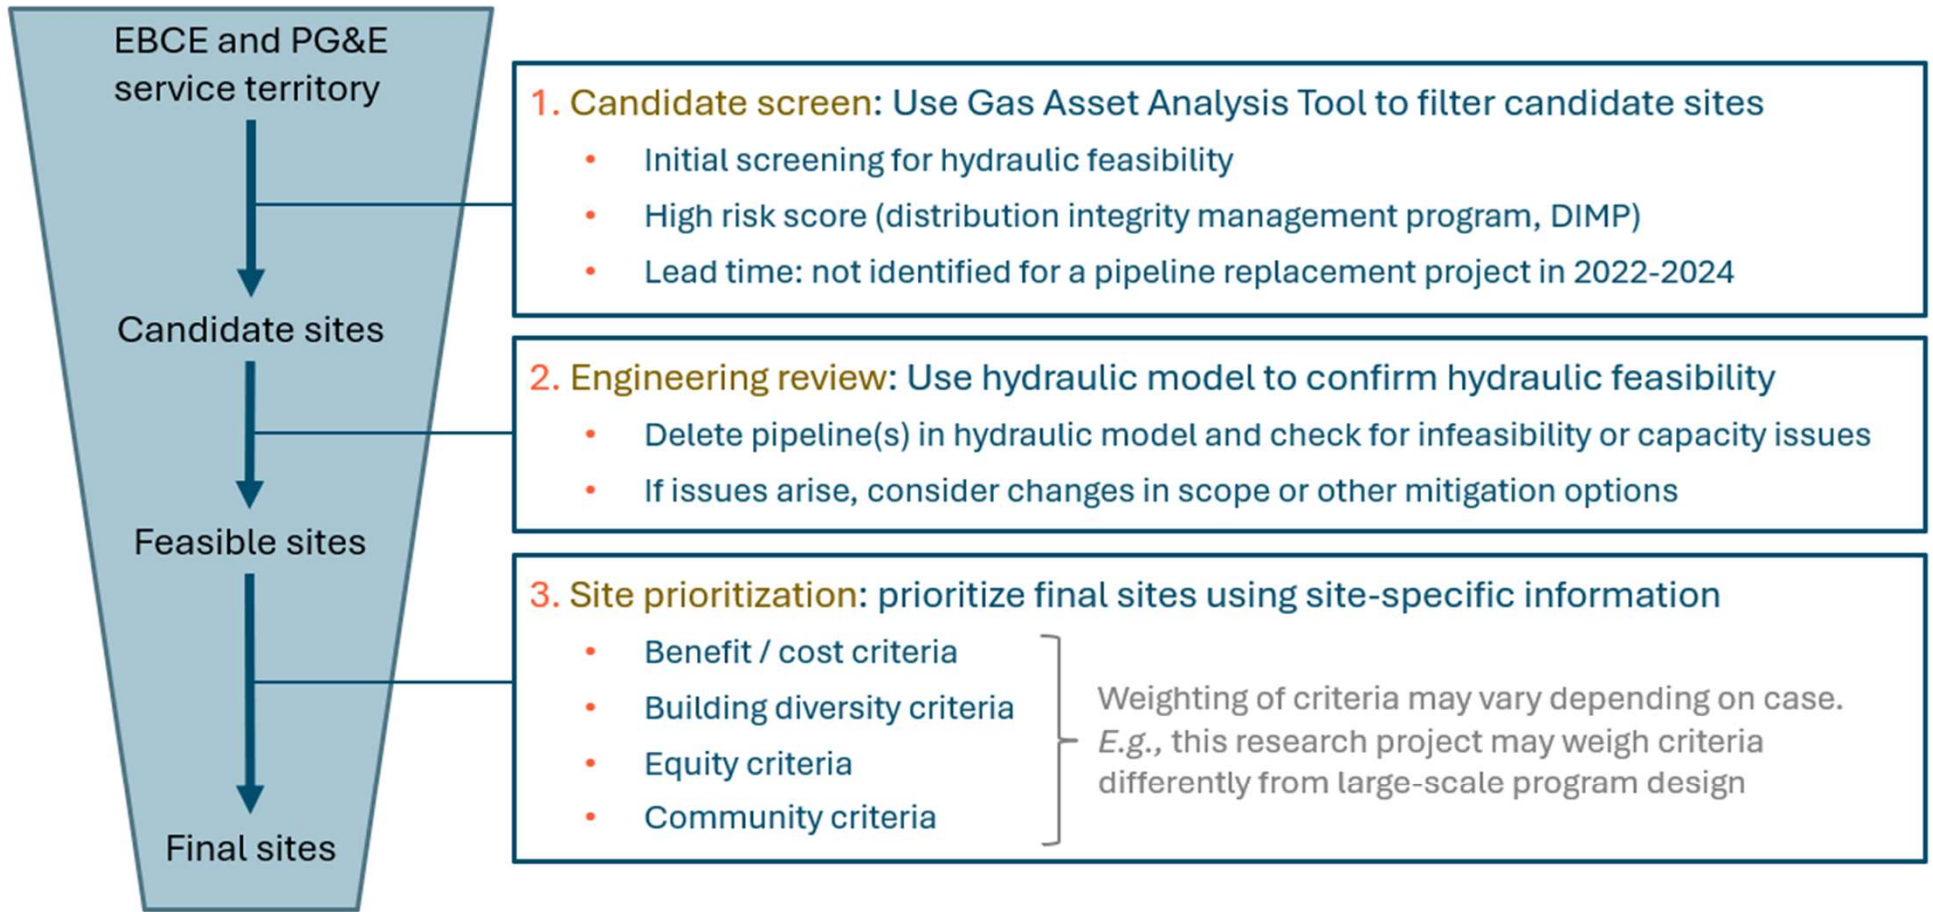 EBCE and PG&E
service territory
Candidate sites
Feasible sites
Final sites
1. Candidate screen: Use Gas Asset Analysis Tool to filter candidate sites
• Initial screening for hydraulic feasibility
• High risk score (distribution integrity management program, DIMP)
• Lead time: not identified for a pipeline replacement project in 2022-2024
2. Engineering review: Use hydraulic model to confirm hydraulic feasibility
• Delete pipeline(s) in hydraulic model and check for infeasibility or capacity issues
• If issues arise, consider changes in scope or other mitigation options
3. Site prioritization: prioritize final sites using site-specific information
• Benefit / cost criteria
• Building diversity criteria
• Equity criteria
• Community criteria
Weighting of criteria may vary depending on case.
E.g., this research project may weigh criteria
differently from large-scale program design